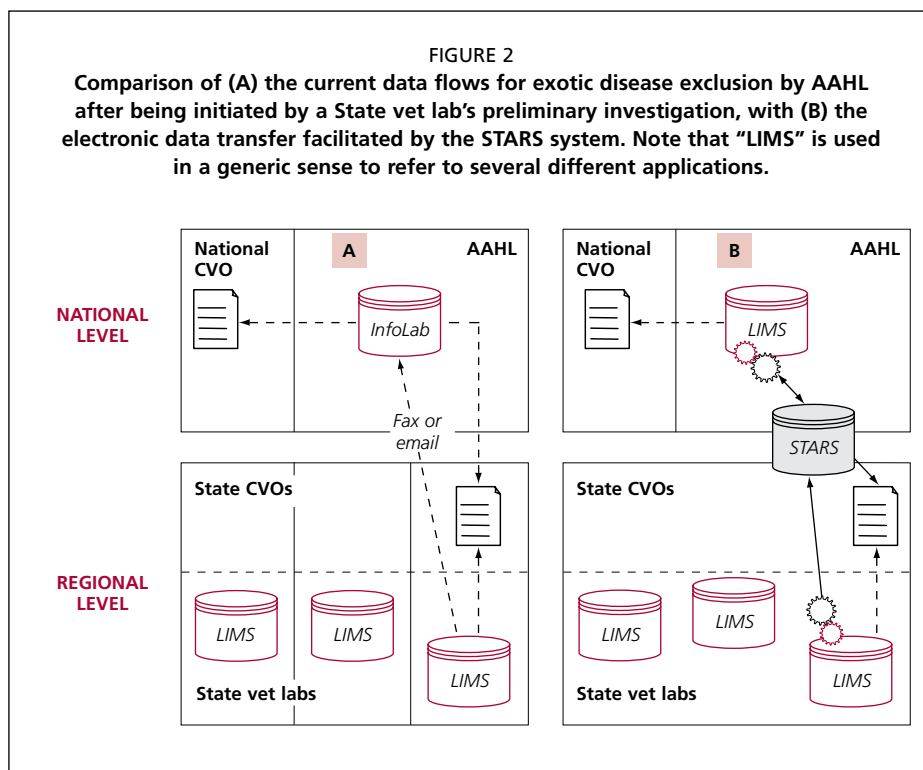 FIGURE 2
Comparison of (A) the current data flows for exotic disease exclusion by AAHL
after being initiated by a State vet lab's preliminary investigation, with (B) the
electronic data transfer facilitated by the STARS system. Note that “LIMS” is used
in a generic sense to refer to several different applications.
NATIONAL
LEVEL
National
CVO
A
AAHL
InfoLab
Fax or
email
National
CVO
B
AAHL
LIMS
STARS
REGIONAL
LEVEL
State CVOs
LIMS
LIMS
LIMS
State vet labs
State CVOs
LIMS
LIMS
LIMS
State vet labs